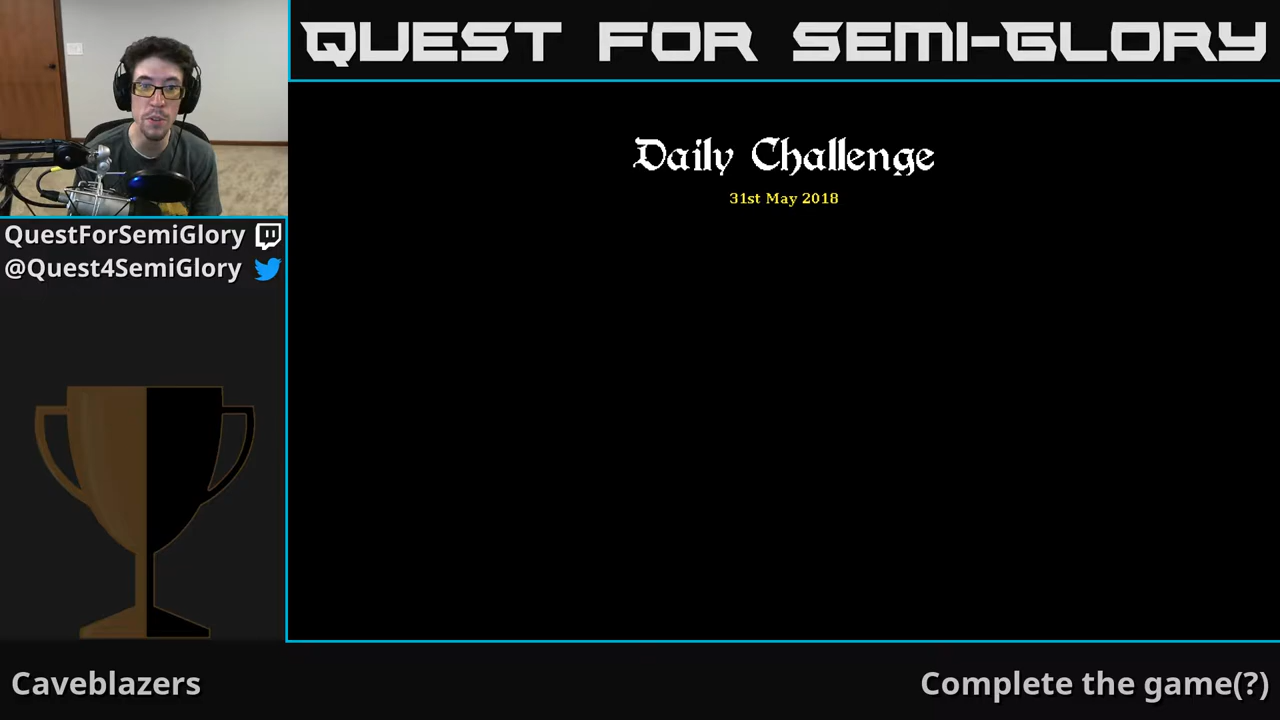 QUEST FOR SEMI-GLORY
Daily Challenge
31st May 2018
QuestForSemiGlory
@Quest4SemiGlory
Caveblazers
Complete the game(?)